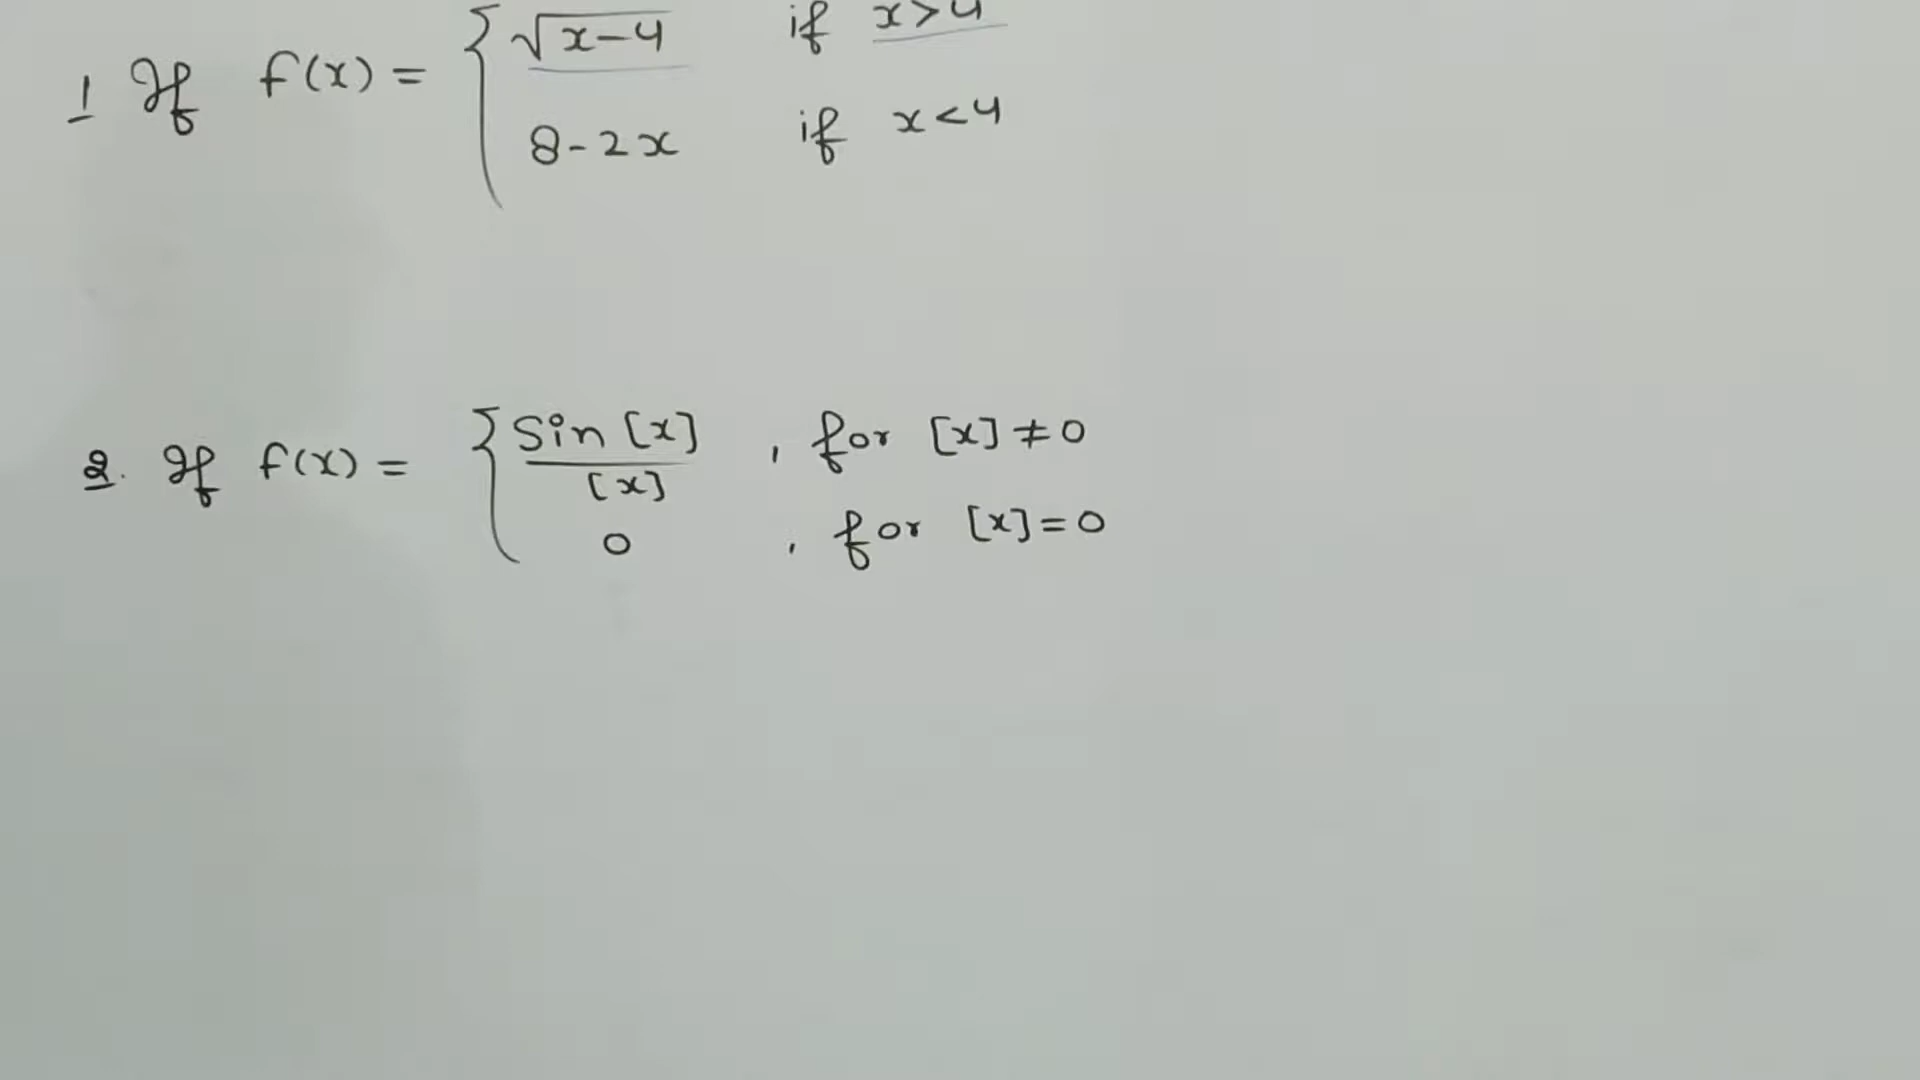 1 If f(x) = { √x-4 if x>4
8-2x if x<4
2. If f(x) = { Sin [x] / [x] , for [x] ≠ 0
0 , for [x] = 0